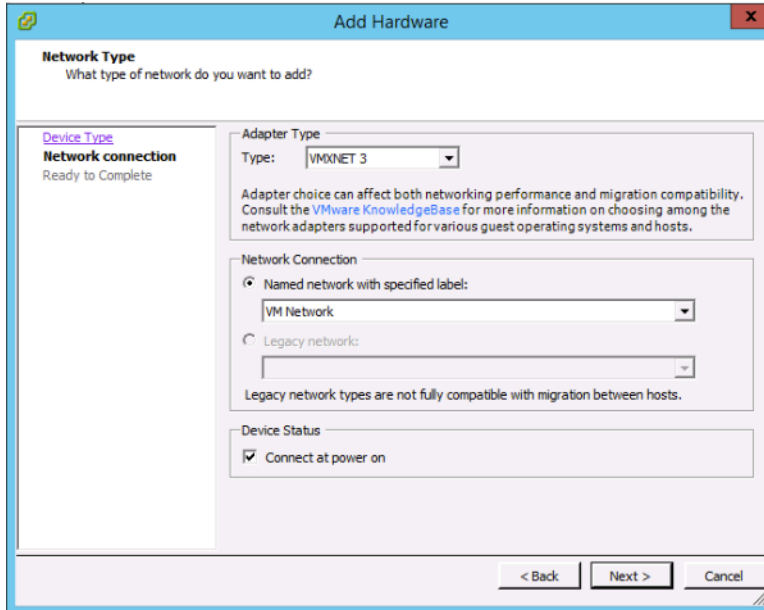 Add Hardware
x
Network Type
What type of network do you want to add?
Device Type
Network connection
Ready to Complete
Adapter Type
Type: VMXNET 3
Adapter choice can affect both networking performance and migration compatibility.
Consult the VMware KnowledgeBase for more information on choosing among the
network adapters supported for various guest operating systems and hosts.
Network Connection
Named network with specified label:
VM Network
Legacy network:
Legacy network types are not fully compatible with migration between hosts.
Device Status
Connect at power on
< Back Next > Cancel